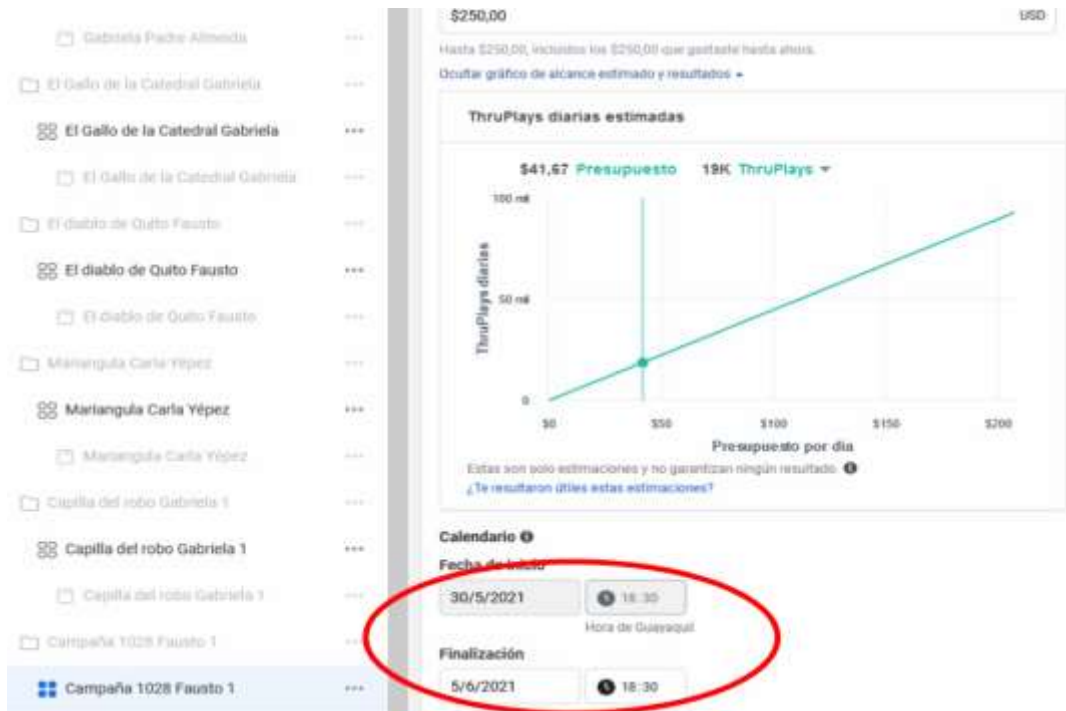 Gabriela Padre Almeida
El Gallo de la Catedral Gabriela
El Gallo de la Catedral Gabriela
El Gallo de la Catedral Gabriela
El diablo de Quito Fausto
El diablo de Quito Fausto
El diablo de Quito Fausto
Mariangula Carla Yépez
Mariangula Carla Yépez
Mariangula Carla Yépez
Capilla del robo Gabriela 1
Capilla del robo Gabriela 1
Capilla del robo Gabriela 1
Campaña 1028 Fausto 1
Campaña 1028 Fausto 1
$250,00 USD
Hasta $250,00, incluidos los $250,00 que gastaste hasta ahora.
Ocultar gráfico de alcance estimado y resultados
ThruPlays diarias estimadas
$41,67 Presupuesto 19K ThruPlays
100 mil
50 mil
0
ThruPlays diarias
$0 $50 $100 $150 $200
Presupuesto por día
Estas son solo estimaciones y no garantizan ningún resultado.
¿Te resultaron útiles estas estimaciones?
Calendario
Fecha de inicio
30/5/2021 18:30
Hora de Guayaquil
Finalización
5/6/2021 18:30